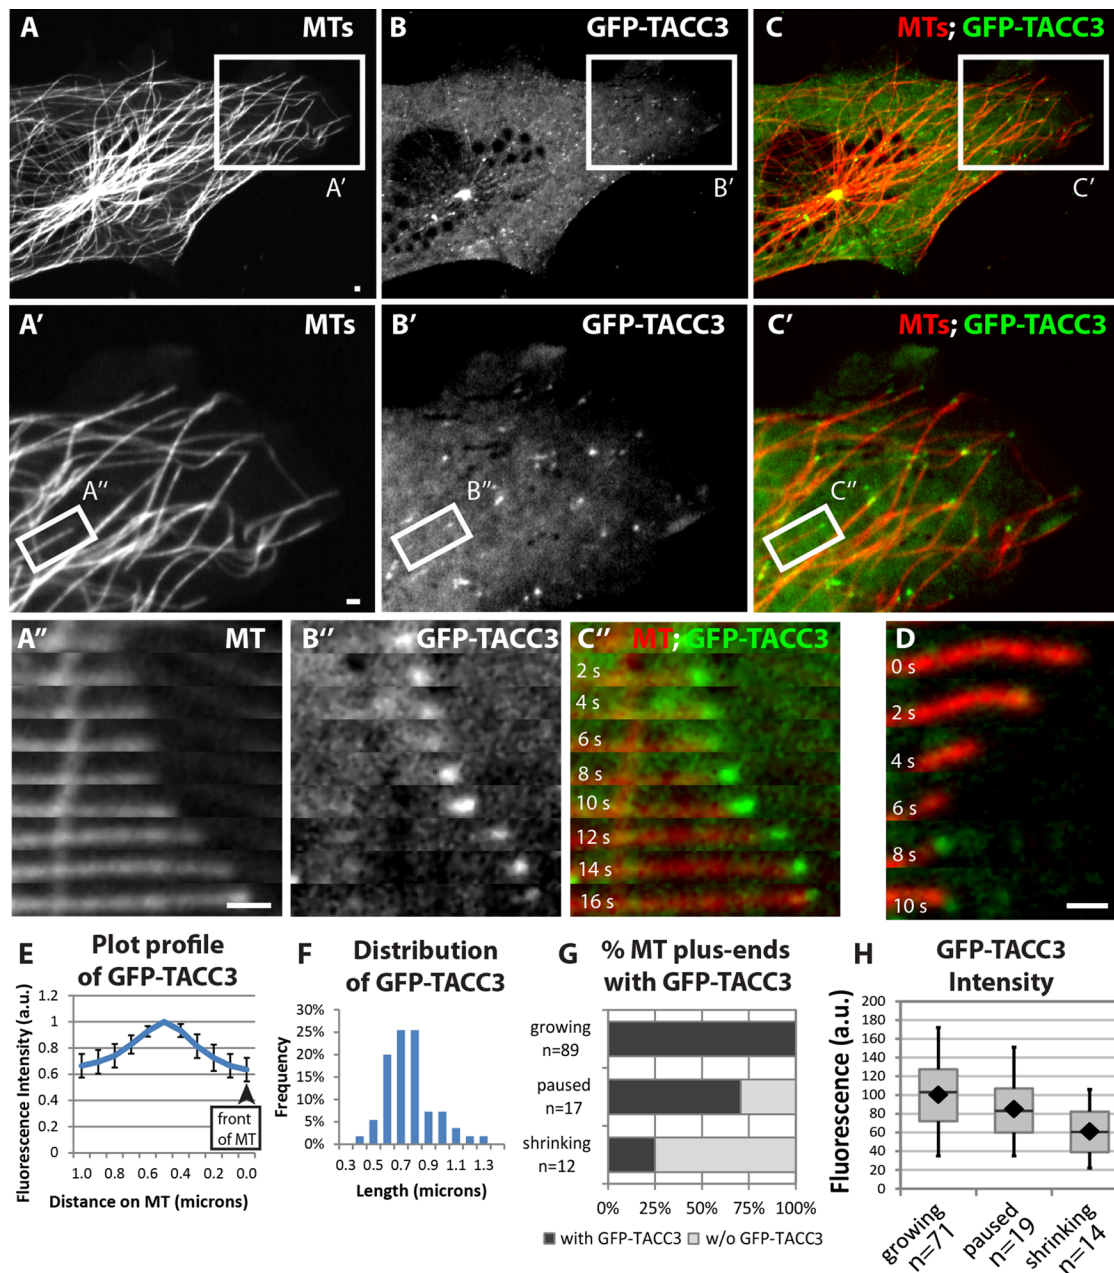 A MTs
B GFP-TACC3
C MTs; GFP-TACC3
A'
B'
C'
A' MTs
B' GFP-TACC3
C' MTs; GFP-TACC3
A''
B''
C''
A'' MT
B'' GFP-TACC3
C'' MT; GFP-TACC3
2 s
4 s
6 s
8 s
10 s
12 s
14 s
16 s
D
0 s
2 s
4 s
6 s
8 s
10 s
E Plot profile
of GFP-TACC3
Fluorescence Intensity (a.u.)
1.2
1
0.8
0.6
0.4
0.2
0
front
of MT
1.0 0.8 0.6 0.4 0.2 0.0
Distance on MT (microns)
F Distribution
of GFP-TACC3
Frequency
30%
25%
20%
15%
10%
5%
0%
0.3 0.5 0.7 0.9 1.1 1.3
Length (microns)
G % MT plus-ends
with GFP-TACC3
growing
n=89
paused
n=17
shrinking
n=12
0% 25% 50% 75% 100%
with GFP-TACC3 w/o GFP-TACC3
H GFP-TACC3
Intensity
Fluorescence (a.u.)
200
180
160
140
120
100
80
60
40
20
0
growing
n=71
paused
n=19
shrinking
n=14